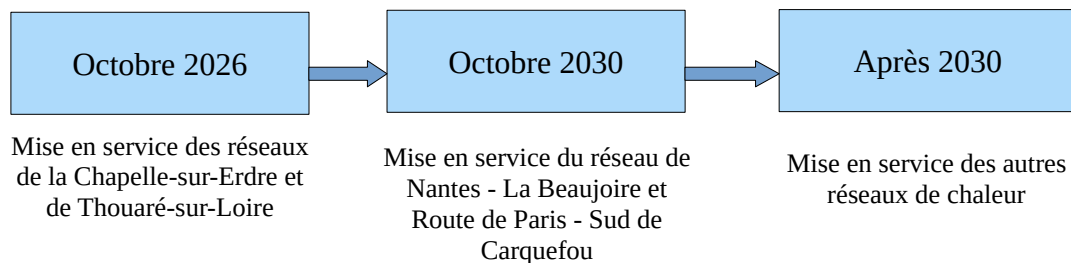 Octobre 2026
Octobre 2030
Après 2030
Mise en service des réseaux
de la Chapelle-sur-Erdre et
de Thouaré-sur-Loire
Mise en service du réseau de
Nantes - La Beaujoire et
Route de Paris - Sud de
Carquefou
Mise en service des autres
réseaux de chaleur